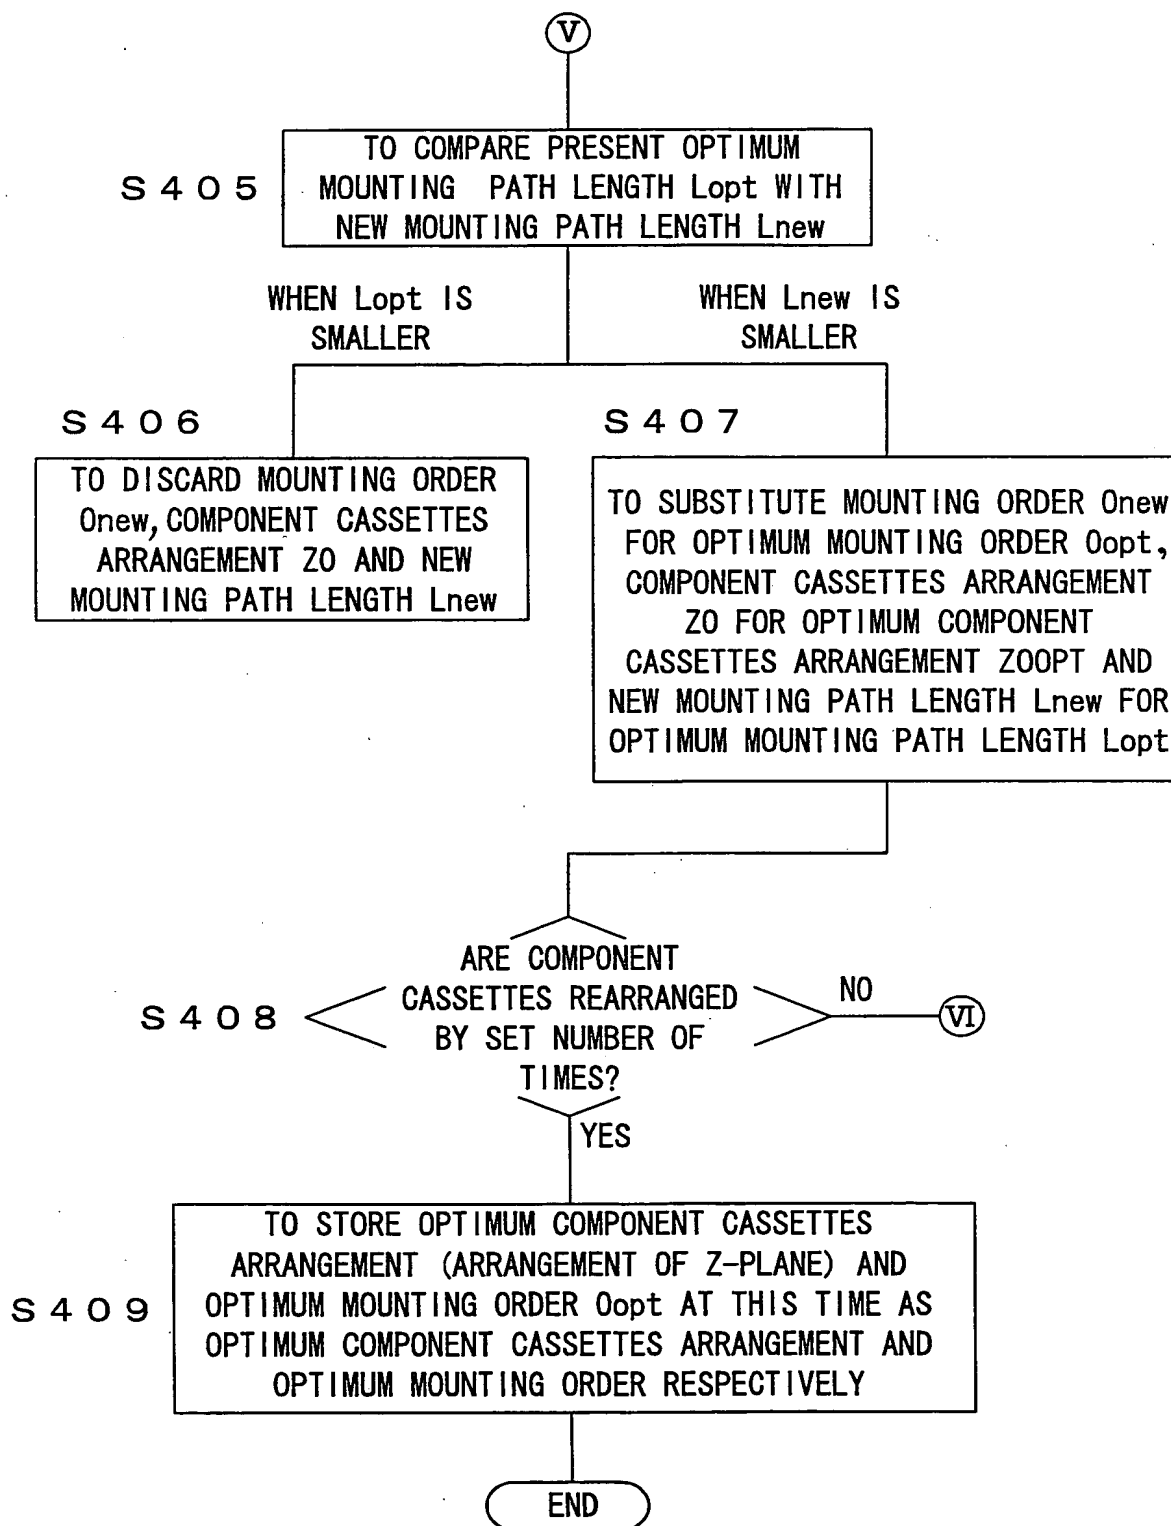 V
S405
TO COMPARE PRESENT OPTIMUM
MOUNTING PATH LENGTH Lopt WITH
NEW MOUNTING PATH LENGTH Lnew
WHEN Lopt IS
SMALLER
WHEN Lnew IS
SMALLER
S406
TO DISCARD MOUNTING ORDER
Onew, COMPONENT CASSETTES
ARRANGEMENT ZO AND NEW
MOUNTING PATH LENGTH Lnew
S407
TO SUBSTITUTE MOUNTING ORDER Onew
FOR OPTIMUM MOUNTING ORDER Oopt,
COMPONENT CASSETTES ARRANGEMENT
ZO FOR OPTIMUM COMPONENT
CASSETTES ARRANGEMENT ZOOPT AND
NEW MOUNTING PATH LENGTH Lnew FOR
OPTIMUM MOUNTING PATH LENGTH Lopt
S408
ARE COMPONENT
CASSETTES REARRANGED
BY SET NUMBER OF
TIMES?
NO
VI
YES
S409
TO STORE OPTIMUM COMPONENT CASSETTES
ARRANGEMENT (ARRANGEMENT OF Z-PLANE) AND
OPTIMUM MOUNTING ORDER Oopt AT THIS TIME AS
OPTIMUM COMPONENT CASSETTES ARRANGEMENT AND
OPTIMUM MOUNTING ORDER RESPECTIVELY
END